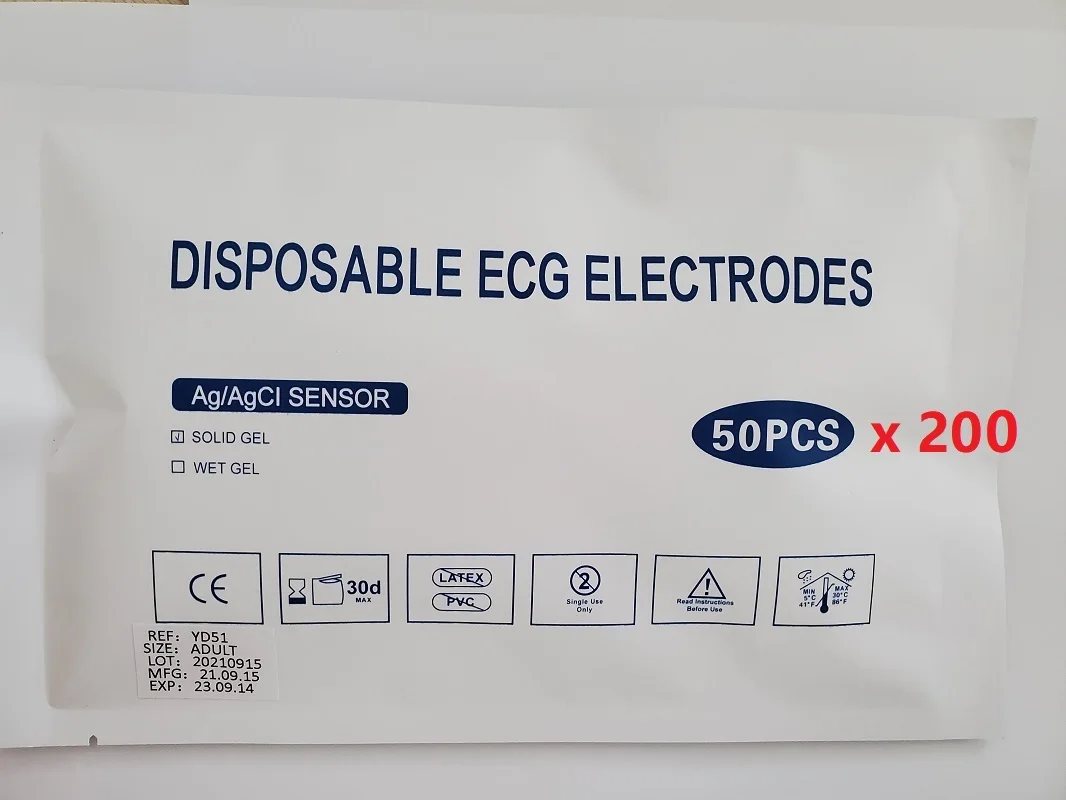 DISPOSABLE ECG ELECTRODES
Ag/AgCl SENSOR
SOLID GEL
WET GEL
50PCS x 200
CE
30d
MAX
LATEX
PVC
2
Single Use
Only
Read Instructions
Before Use
MIN
5°C
41°F
MAX
30°C
86°F
REF: YD51
SIZE: ADULT
LOT: 20210915
MFG: 21.09.15
EXP: 23.09.14